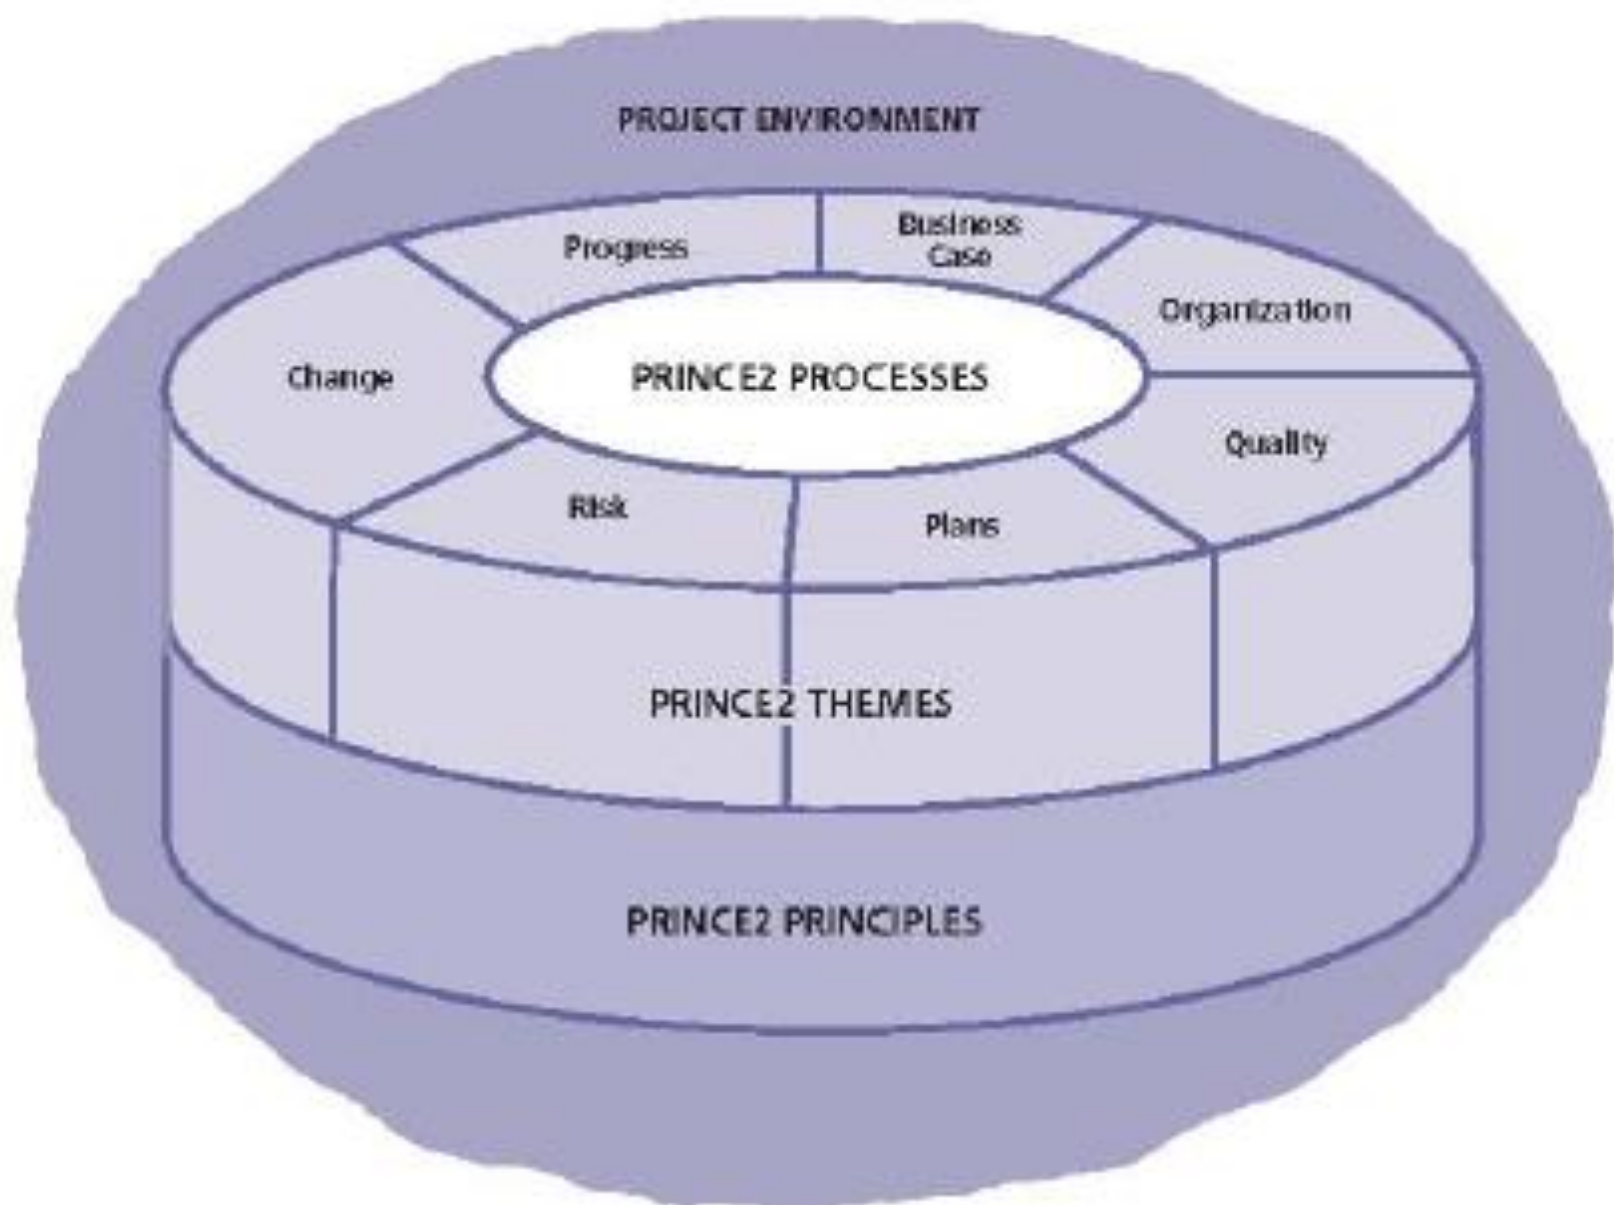 PROJECT ENVIRONMENT
Progress
Business
Case
Organization
Change
PRINCE2 PROCESSES
Quality
Risk
Plans
PRINCE2 THEMES
PRINCE2 PRINCIPLES